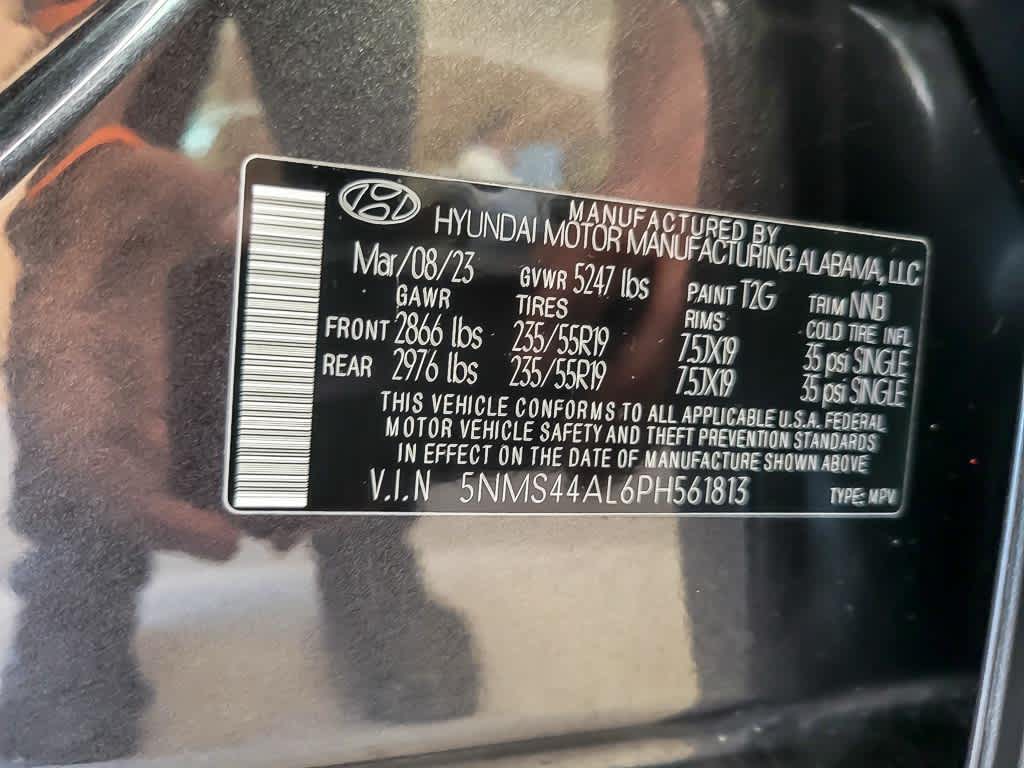 MANUFACTURED BY
HYUNDAI MOTOR MANUFACTURING ALABAMA, LLC
Mar/08/23 GVWR 5247 lbs PAINT T2G TRIM NNB
GAWR TIRES RIMS COLD TIRE INFL
FRONT 2866 lbs 235/55R19 7.5JX19 35 psi SINGLE
REAR 2976 lbs 235/55R19 7.5JX19 35 psi SINGLE
THIS VEHICLE CONFORMS TO ALL APPLICABLE U.S.A. FEDERAL
MOTOR VEHICLE SAFETY AND THEFT PREVENTION STANDARDS
IN EFFECT ON THE DATE OF MANUFACTURE SHOWN ABOVE
V.I.N 5NMS44AL6PH561813 TYPE: MPV